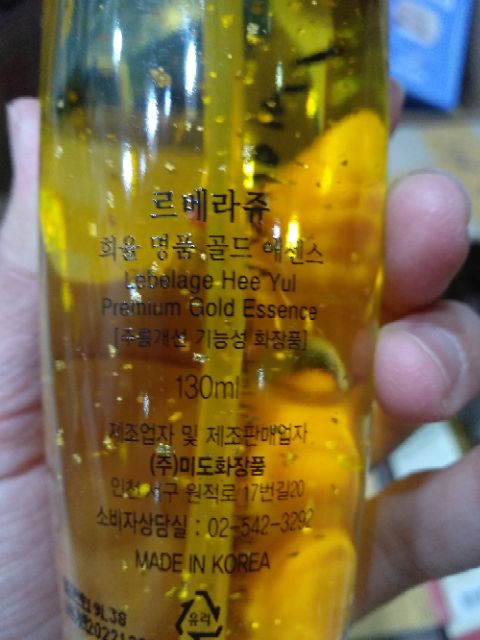 르베라쥬
희율 명품 골드 에센스
Lebelage Hee Yul
Premium Gold Essence
[주름개선 기능성 화장품]
130ml
제조업자 및 제조판매업자
(주)미도화장품
인천 서구 원적로 17번길20
소비자상담실 : 02-542-3292
MADE IN KOREA
유리